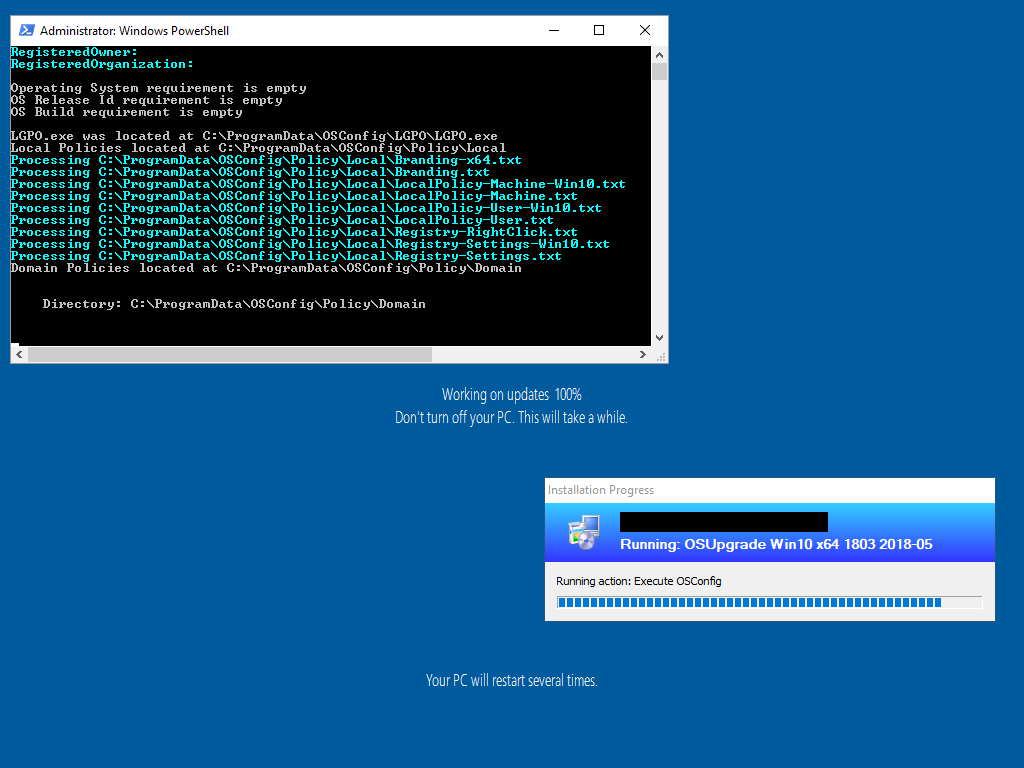 Administrator: Windows PowerShell
RegisteredOwner:
RegisteredOrganization:
Operating System requirement is empty
OS Release Id requirement is empty
OS Build requirement is empty
LGPO.exe was located at C:\ProgramData\OSConfig\LGPO\LGPO.exe
Local Policies located at C:\ProgramData\OSConfig\Policy\Local
Processing C:\ProgramData\OSConfig\Policy\Local\Branding-x64.txt
Processing C:\ProgramData\OSConfig\Policy\Local\Branding.txt
Processing C:\ProgramData\OSConfig\Policy\Local\LocalPolicy-Machine-Win10.txt
Processing C:\ProgramData\OSConfig\Policy\Local\LocalPolicy-Machine.txt
Processing C:\ProgramData\OSConfig\Policy\Local\LocalPolicy-User-Win10.txt
Processing C:\ProgramData\OSConfig\Policy\Local\LocalPolicy-User.txt
Processing C:\ProgramData\OSConfig\Policy\Local\Registry-RightClick.txt
Processing C:\ProgramData\OSConfig\Policy\Local\Registry-Settings-Win10.txt
Processing C:\ProgramData\OSConfig\Policy\Local\Registry-Settings.txt
Domain Policies located at C:\ProgramData\OSConfig\Policy\Domain
Directory: C:\ProgramData\OSConfig\Policy\Domain
Working on updates 100%
Don't turn off your PC. This will take a while.
Installation Progress
Running: OSUpgrade Win10 x64 1803 2018-05
Running action: Execute OSConfig
Your PC will restart several times.